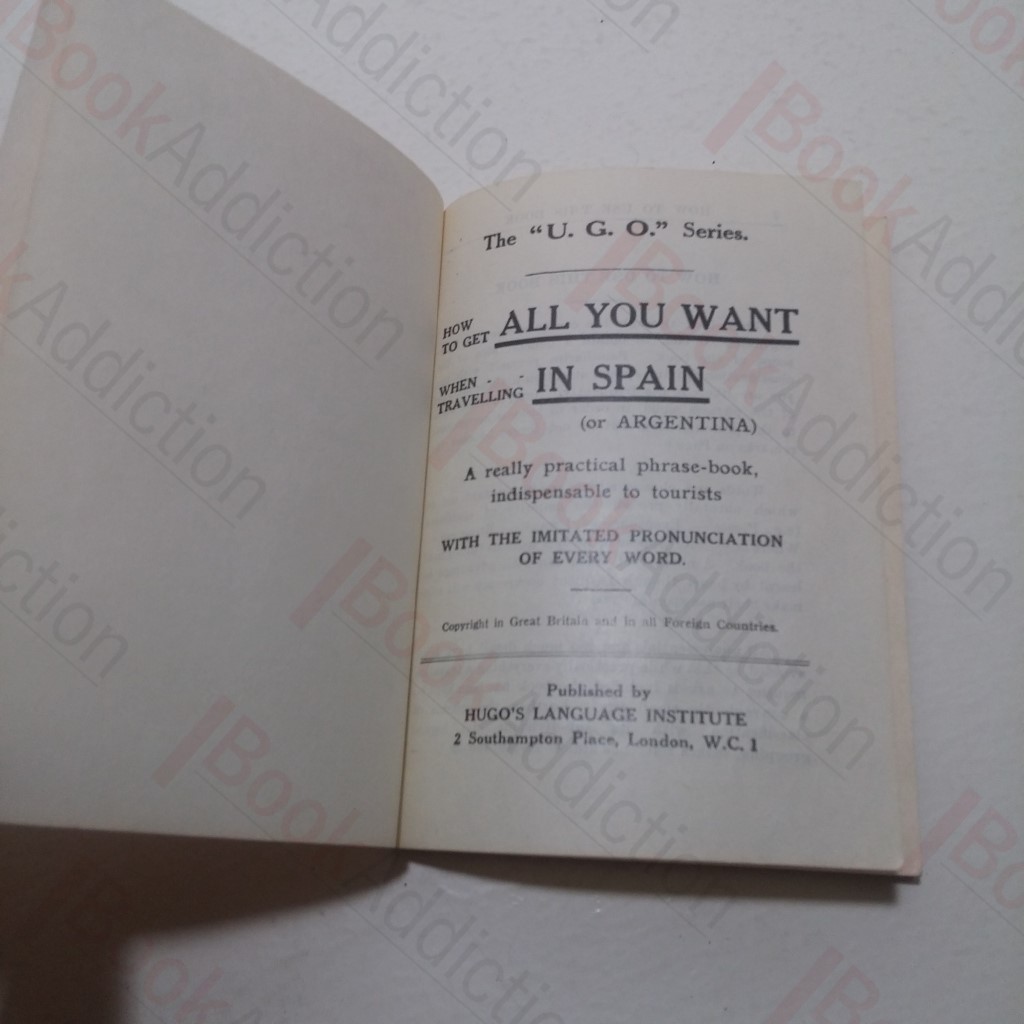 The "U. G. O." Series.
HOW TO GET ALL YOU WANT
WHEN - - TRAVELLING IN SPAIN
(or ARGENTINA)
A really practical phrase-book,
indispensable to tourists
WITH THE IMITATED PRONUNCIATION
OF EVERY WORD.
Copyright in Great Britain and in all Foreign Countries.
Published by
HUGO'S LANGUAGE INSTITUTE
2 Southampton Place, London, W.C. 1
BookAddiction